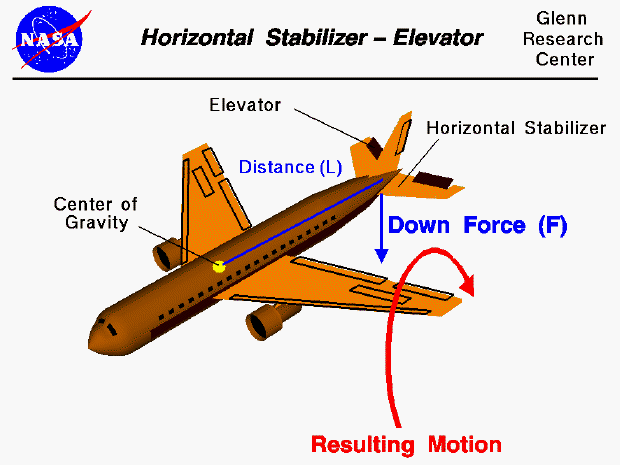 NASA
Horizontal Stabilizer – Elevator
Glenn
Research
Center
Elevator
Horizontal Stabilizer
Distance (L)
Center of
Gravity
Down Force (F)
Resulting Motion